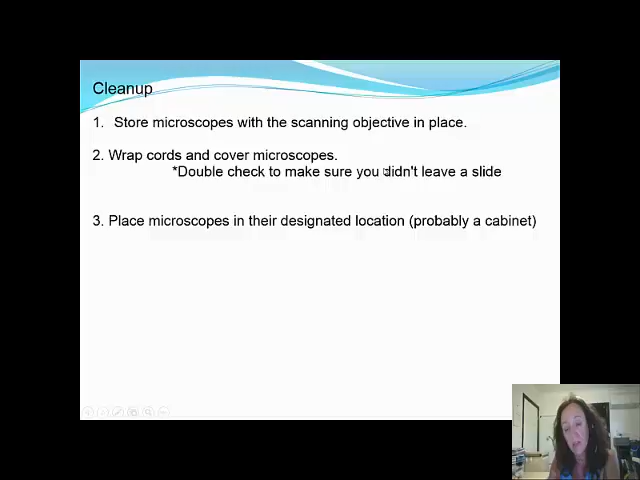 Cleanup
1. Store microscopes with the scanning objective in place.
2. Wrap cords and cover microscopes.
*Double check to make sure you didn't leave a slide
3. Place microscopes in their designated location (probably a cabinet)